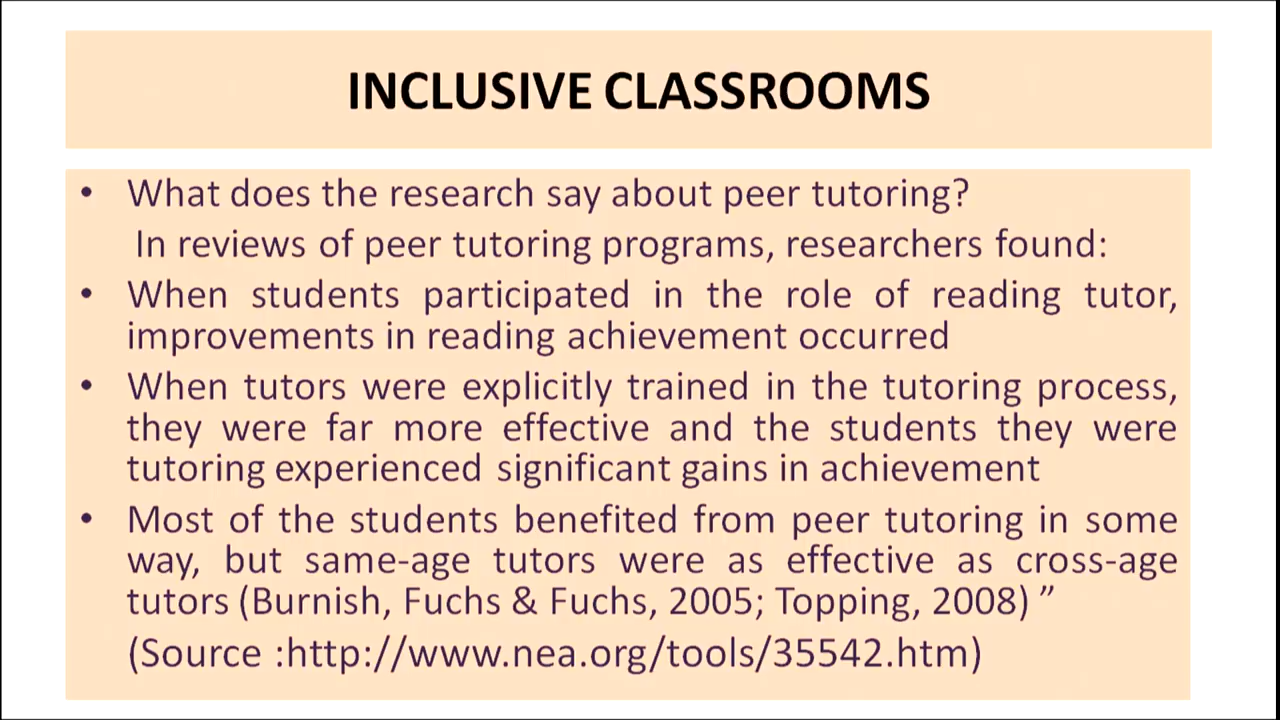 INCLUSIVE CLASSROOMS
• What does the research say about peer tutoring?
In reviews of peer tutoring programs, researchers found:
• When students participated in the role of reading tutor,
improvements in reading achievement occurred
• When tutors were explicitly trained in the tutoring process,
they were far more effective and the students they were
tutoring experienced significant gains in achievement
• Most of the students benefited from peer tutoring in some
way, but same-age tutors were as effective as cross-age
tutors (Burnish, Fuchs & Fuchs, 2005; Topping, 2008) ”
(Source :http://www.nea.org/tools/35542.htm)